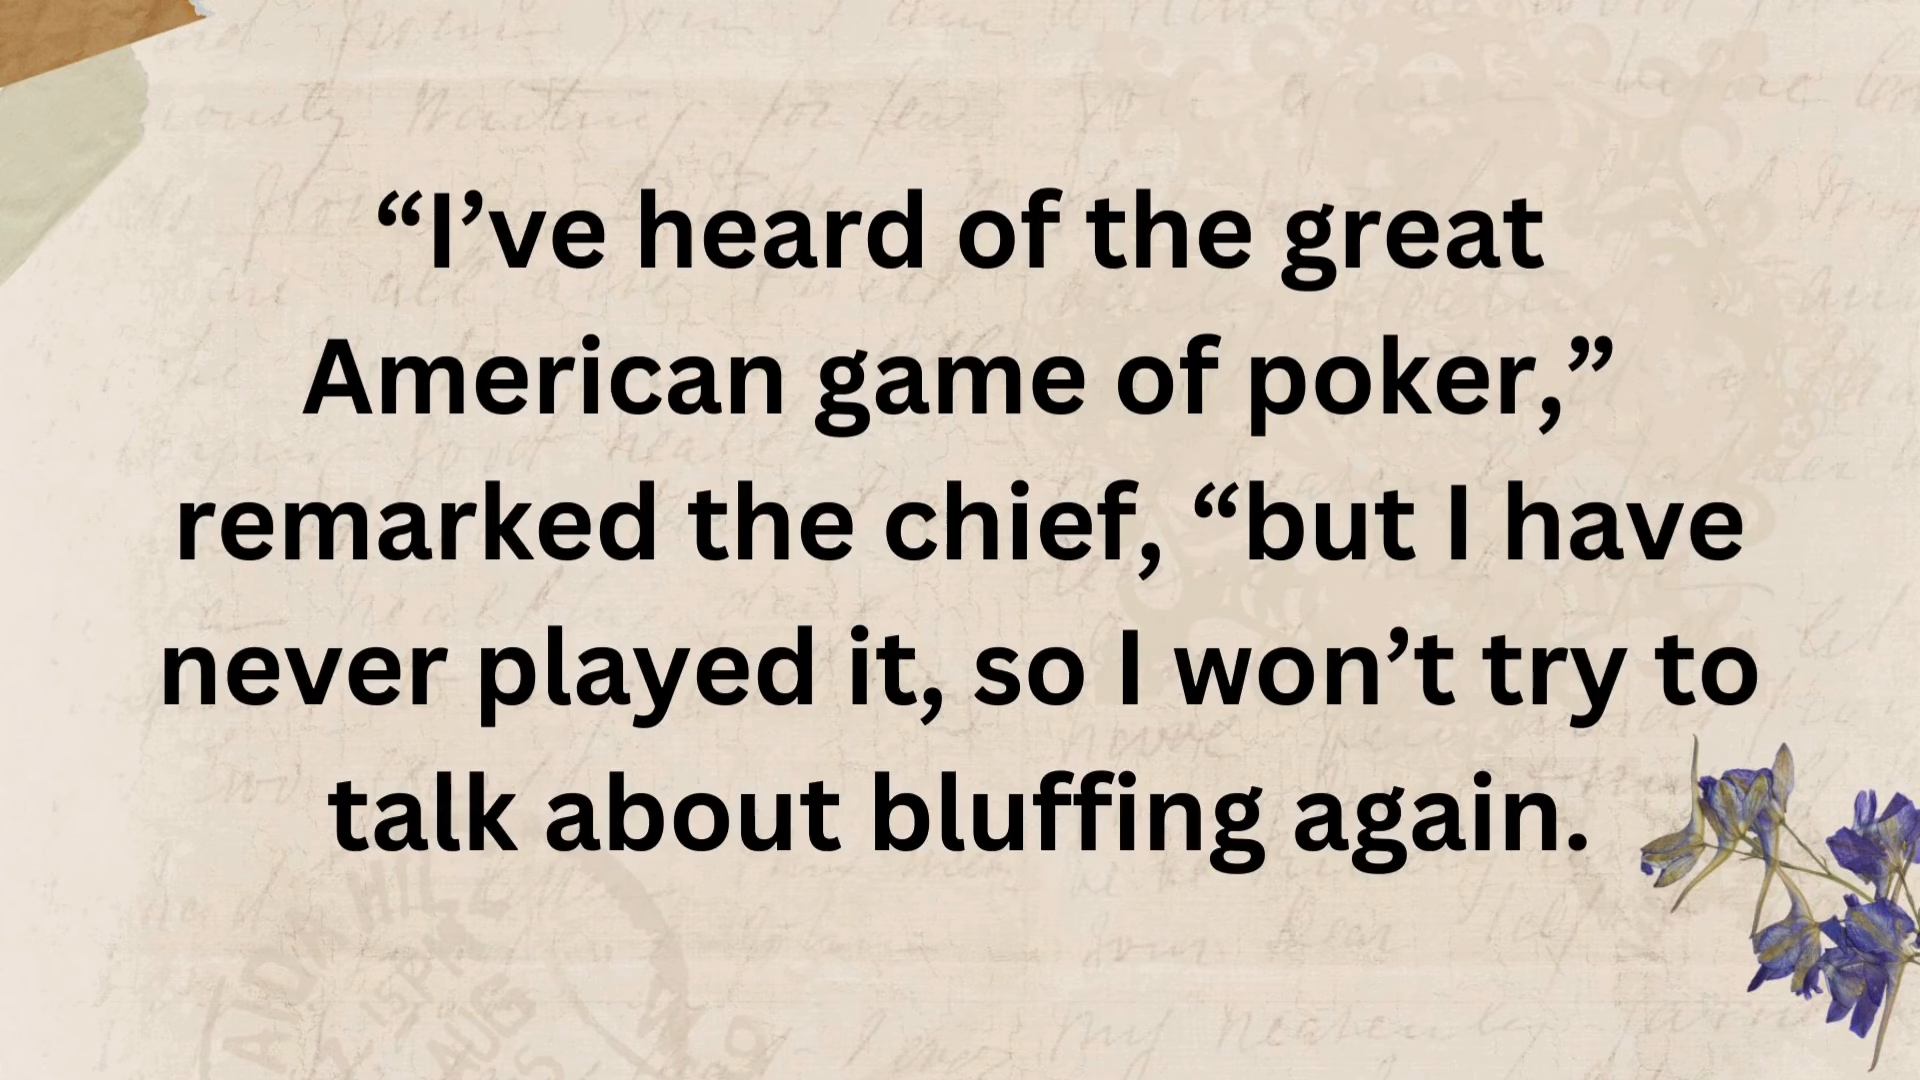 “I’ve heard of the great
American game of poker,”
remarked the chief, “but I have
never played it, so I won’t try to
talk about bluffing again.